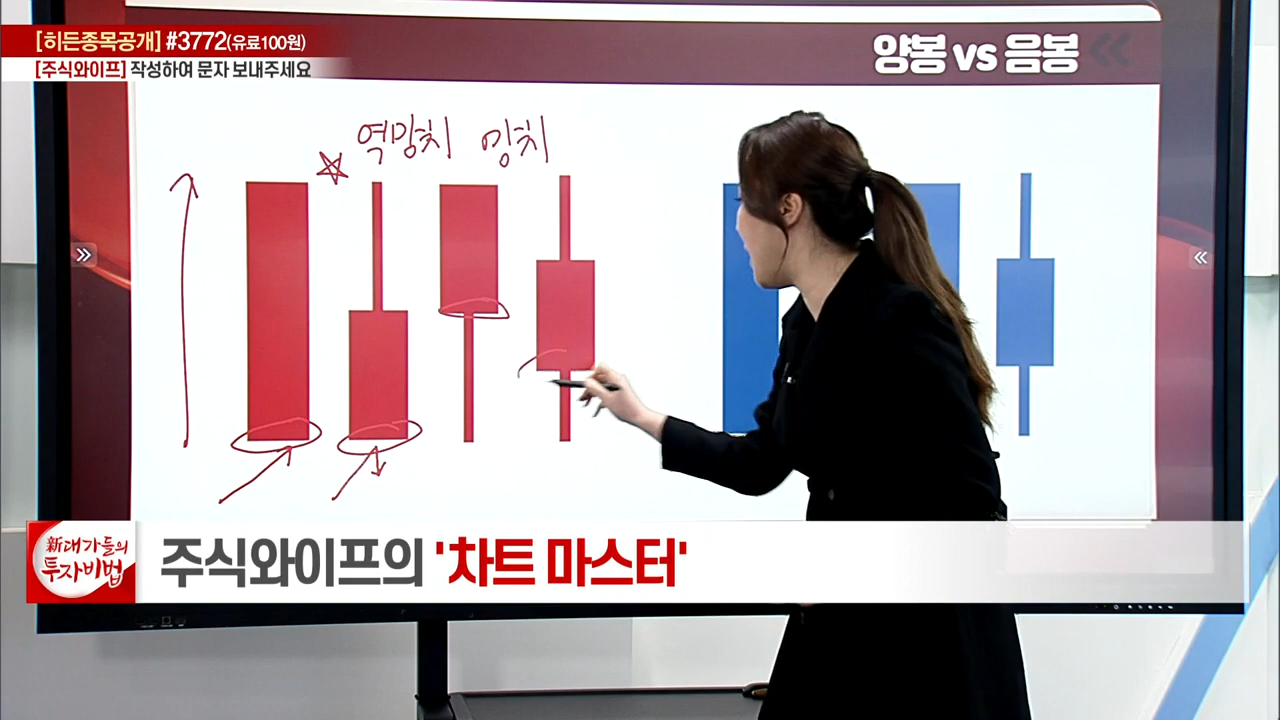 [히든종목공개] #3772(유료100원)
[주식와이프] 작성하여 문자 보내주세요
양봉 vs 음봉
역망치 망치
新대가들의
투자비법
주식와이프의 '차트 마스터'